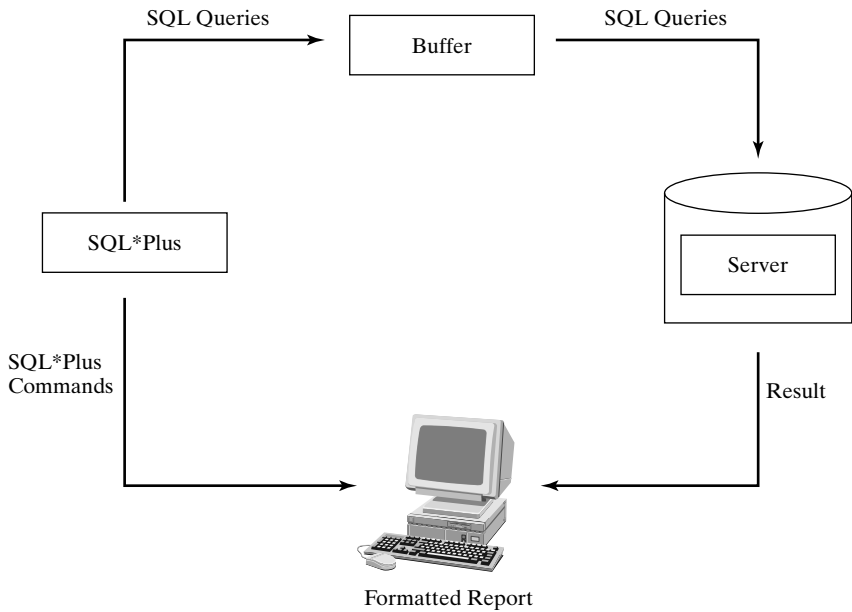 SQL Queries
SQL Queries
Buffer
SQL*Plus
Server
SQL*Plus
Commands
Result
Formatted Report